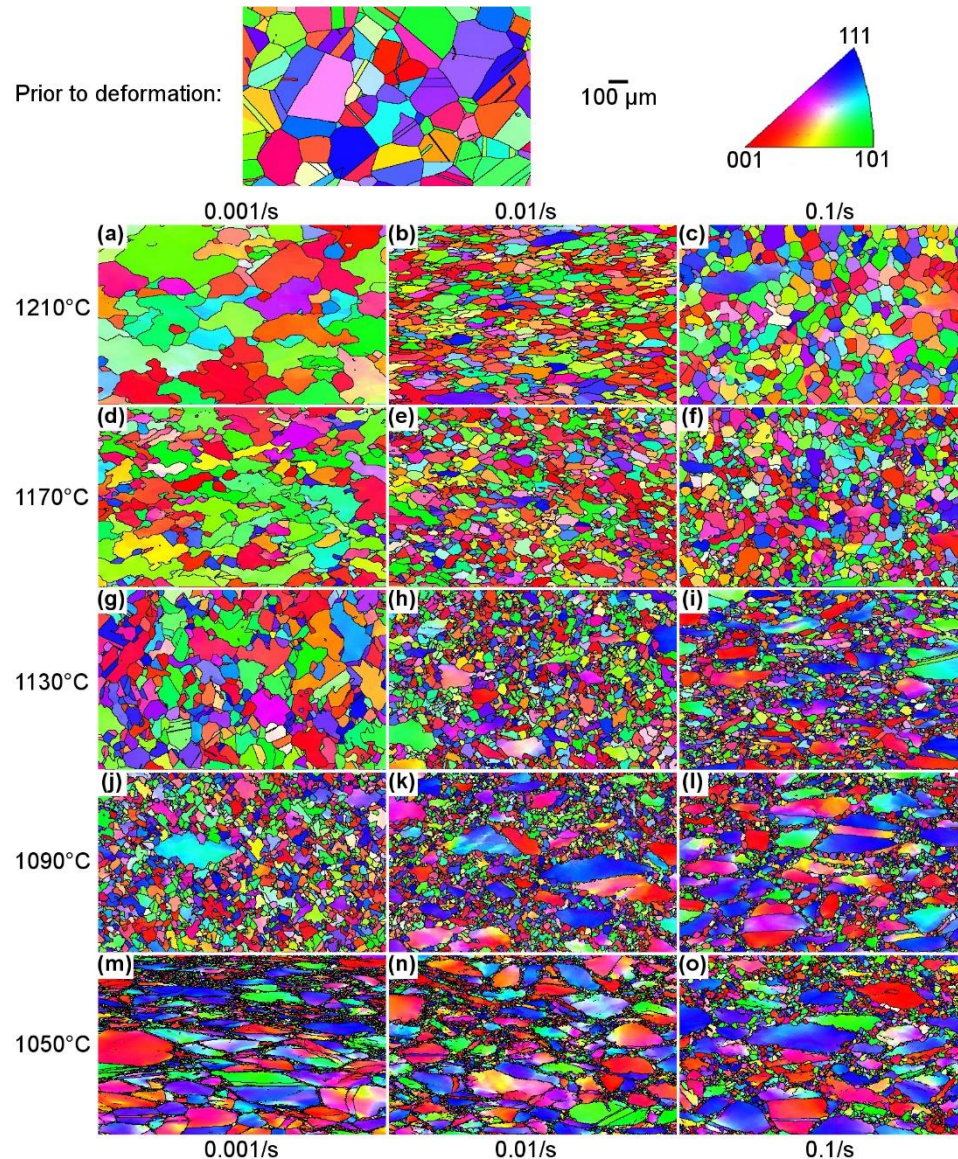 111
Prior to deformation:
100 µm
001
101
0.001/s
0.01/s
0.1/s
(a)
(b)
(c)
1210°C
(d)
(e)
(f)
1170°C
(g)
(h)
(i)
1130°C
(j)
(k)
(l)
1090°C
(m)
(n)
(o)
1050°C
0.001/s
0.01/s
0.1/s